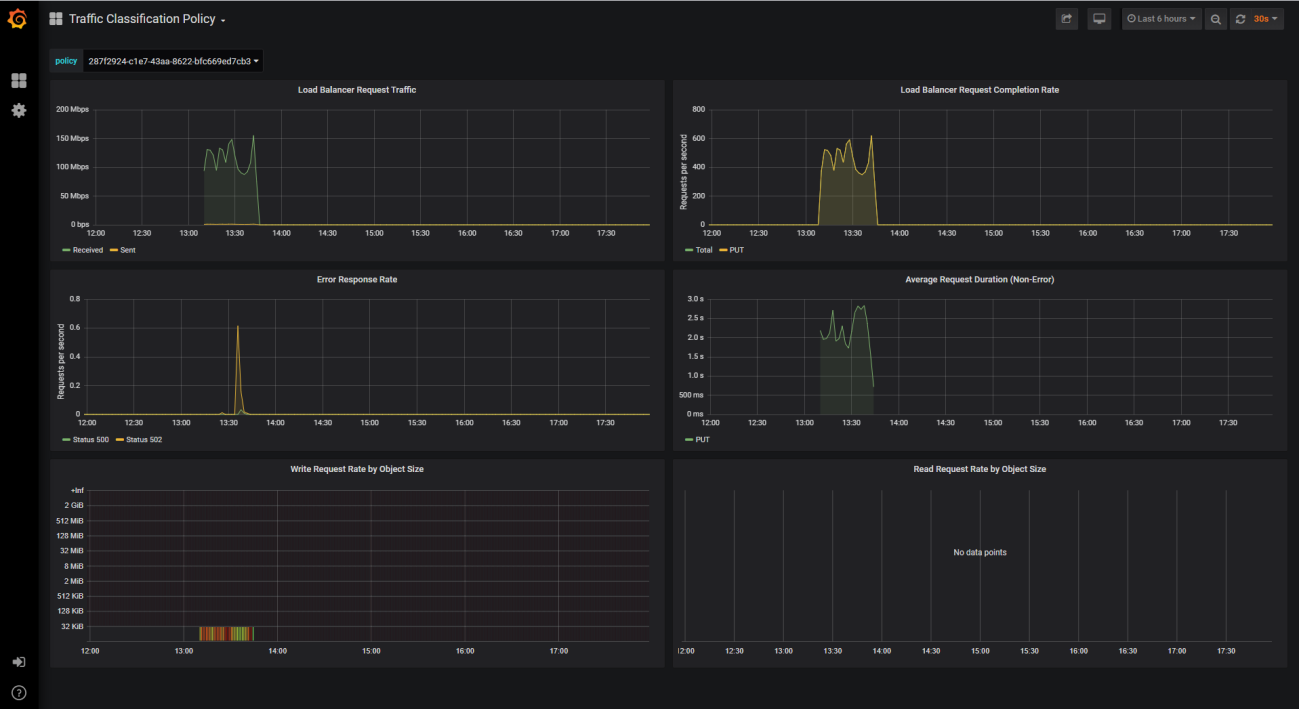 Traffic Classification Policy
Last 6 hours
30s
policy 287f2924-c1e7-43aa-8622-bfc669ed7cb3
Load Balancer Request Traffic
200 Mbps
150 Mbps
100 Mbps
50 Mbps
0 bps
12:00 12:30 13:00 13:30 14:00 14:30 15:00 15:30 16:00 16:30 17:00 17:30
Received Sent
Load Balancer Request Completion Rate
Requests per second
800
600
400
200
0
12:00 12:30 13:00 13:30 14:00 14:30 15:00 15:30 16:00 16:30 17:00 17:30
Total PUT
Error Response Rate
Requests per second
0.8
0.6
0.4
0.2
0
12:00 12:30 13:00 13:30 14:00 14:30 15:00 15:30 16:00 16:30 17:00 17:30
Status 500 Status 502
Average Request Duration (Non-Error)
3.0 s
2.5 s
2.0 s
1.5 s
1.0 s
500 ms
0 ms
12:00 12:30 13:00 13:30 14:00 14:30 15:00 15:30 16:00 16:30 17:00 17:30
PUT
Write Request Rate by Object Size
+Inf
2 GiB
512 MiB
128 MiB
32 MiB
8 MiB
2 MiB
512 KiB
128 KiB
32 KiB
12:00 13:00 14:00 15:00 16:00 17:00
Read Request Rate by Object Size
No data points
12:00 12:30 13:00 13:30 14:00 14:30 15:00 15:30 16:00 16:30 17:00 17:30